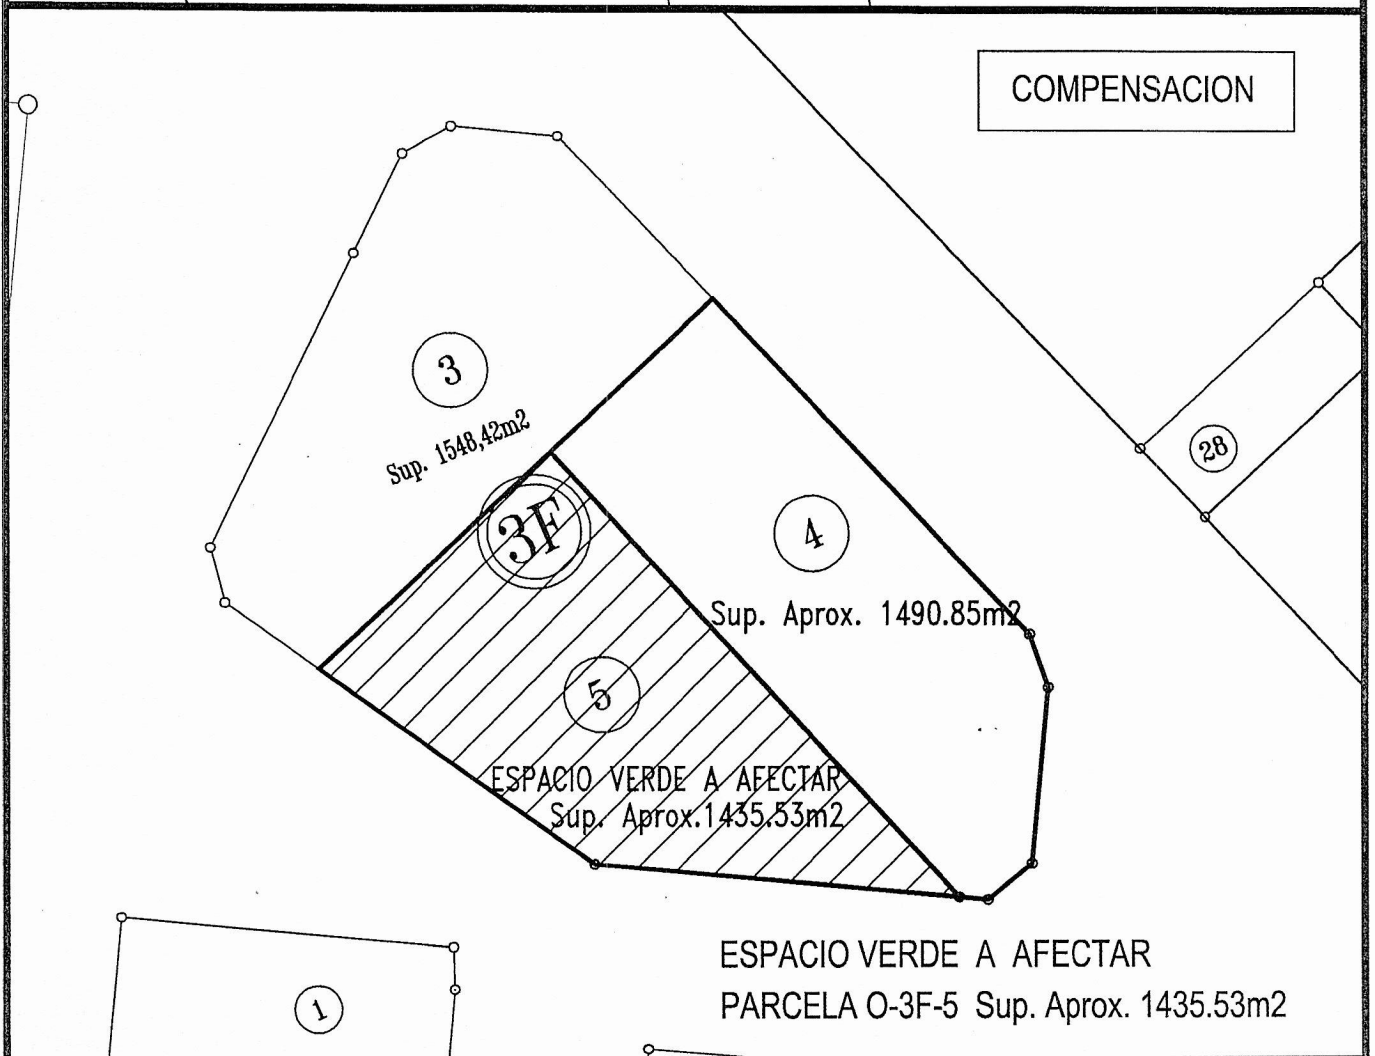 COMPENSACION
3
Sup. 1548,42m2
28
3F
4
Sup. Aprox. 1490.85m2
5
ESPACIO VERDE A AFECTAR
Sup. Aprox.1435.53m2
ESPACIO VERDE A AFECTAR
PARCELA O-3F-5 Sup. Aprox. 1435.53m2
1